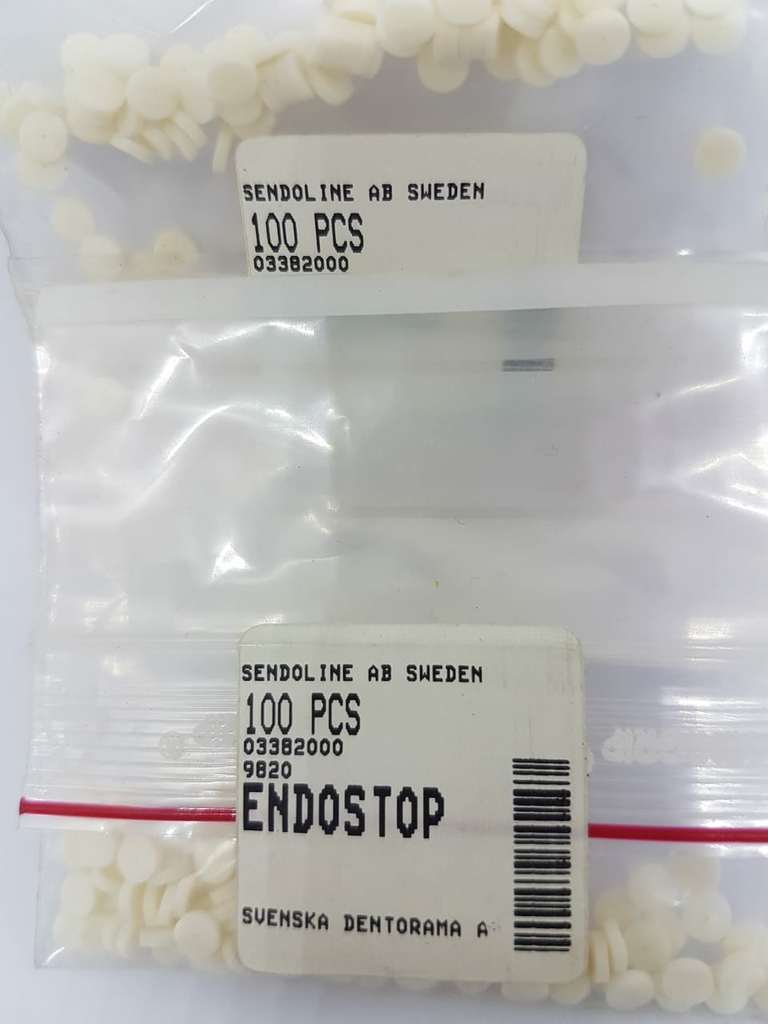 SENDOLINE AB SWEDEN
100 PCS
03382000
SENDOLINE AB SWEDEN
100 PCS
03382000
9820
ENDOSTOP
SVENSKA DENTORAMA A